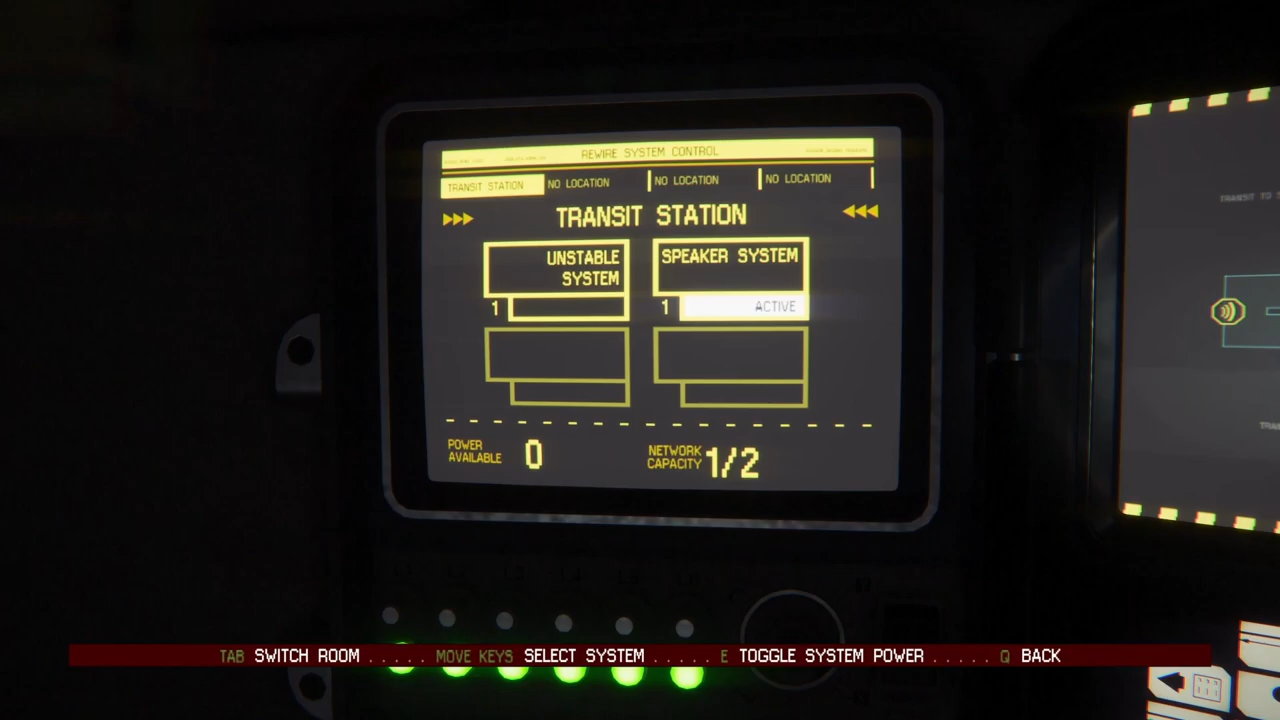 REWIRE SYSTEM CONTROL
TRANSIT STATION NO LOCATION NO LOCATION NO LOCATION
TRANSIT STATION
UNSTABLE
SYSTEM
1
SPEAKER SYSTEM
1 ACTIVE
POWER
AVAILABLE 0
NETWORK
CAPACITY 1/2
TRANSIT TO
TAB SWITCH ROOM ..... MOVE KEYS SELECT SYSTEM ..... E TOGGLE SYSTEM POWER ..... Q BACK